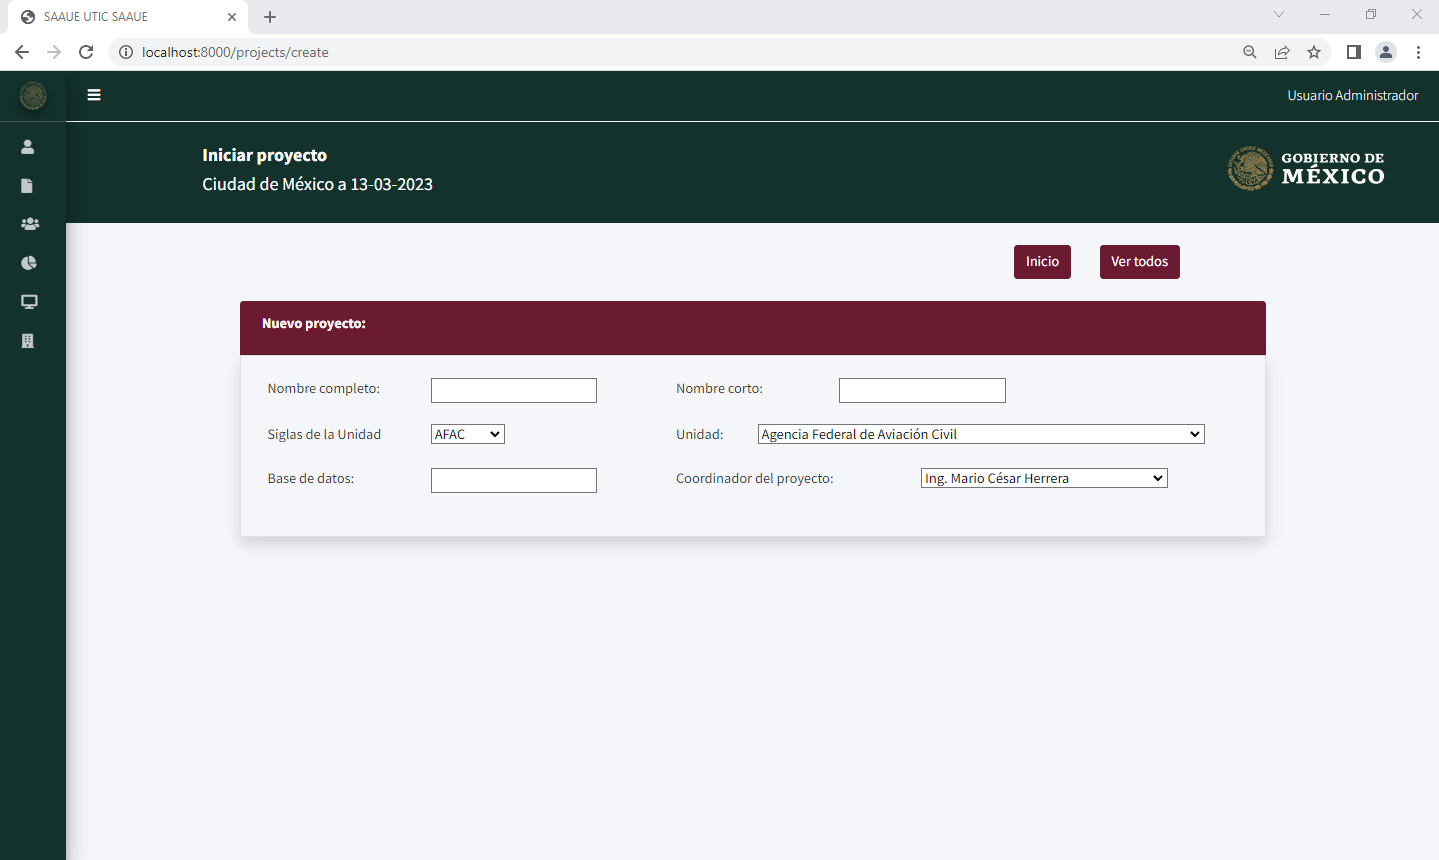 SAAUE UTIC SAAUE
localhost:8000/projects/create
Usuario Administrador
Iniciar proyecto
Ciudad de México a 13-03-2023
GOBIERNO DE
MÉXICO
Inicio Ver todos
Nuevo proyecto:
Nombre completo: Nombre corto:
Siglas de la Unidad AFAC Unidad: Agencia Federal de Aviación Civil
Base de datos: Coordinador del proyecto: Ing. Mario César Herrera